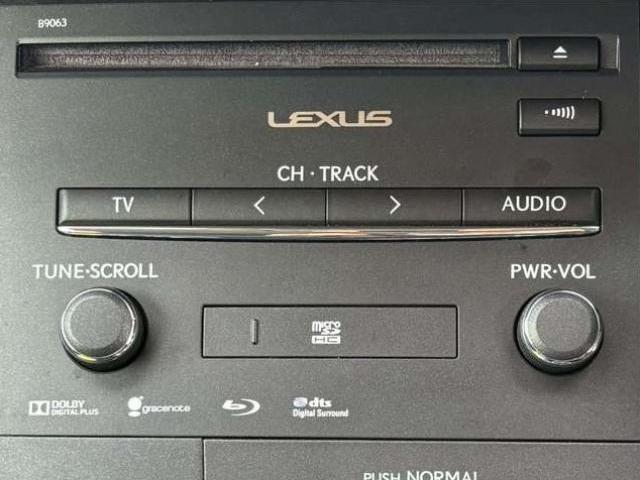 B9063
LEXUS
CH・TRACK
TV < > AUDIO
TUNE・SCROLL
PWR・VOL
micro
SD
HC
DOLBY
DIGITAL PLUS
gracenote
dts
Digital Surround
PUSH NORMAL